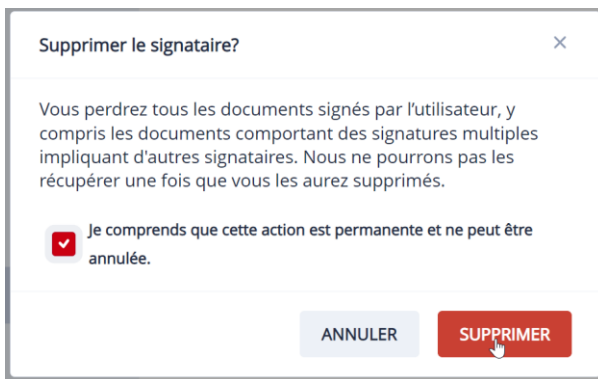 Supprimer le signataire?
Vous perdrez tous les documents signés par l’utilisateur, y
compris les documents comportant des signatures multiples
impliquant d'autres signataires. Nous ne pourrons pas les
récupérer une fois que vous les aurez supprimés.
Je comprends que cette action est permanente et ne peut être
annulée.
ANNULER
SUPPRIMER